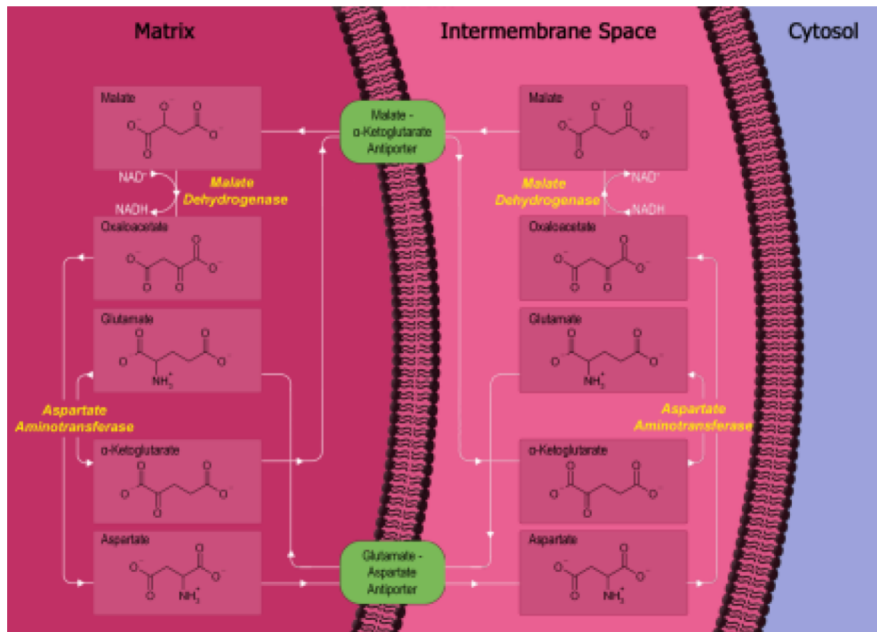 Matrix
Intermembrane Space
Cytosol
Malate
O⁻
O
O⁻
O⁻
O
NAD⁺
NADH
Malate
Dehydrogenase
Oxaloacetate
O
O
O⁻
O⁻
O
O
Glutamate
O
O
O⁻
O⁻
NH₃⁺
Aspartate
Aminotransferase
α-Ketoglutarate
O
O
O⁻
O⁻
O
Aspartate
O⁻
O
O⁻
O
NH₃⁺
Malate -
α-Ketoglutarate
Antiporter
Glutamate -
Aspartate
Antiporter
Malate
O⁻
O
O⁻
O⁻
O
NAD⁺
NADH
Malate
Dehydrogenase
Oxaloacetate
O
O
O⁻
O⁻
O
O
Glutamate
O
O
O⁻
O⁻
NH₃⁺
Aspartate
Aminotransferase
α-Ketoglutarate
O
O
O⁻
O⁻
O
Aspartate
O⁻
O
O⁻
O
NH₃⁺